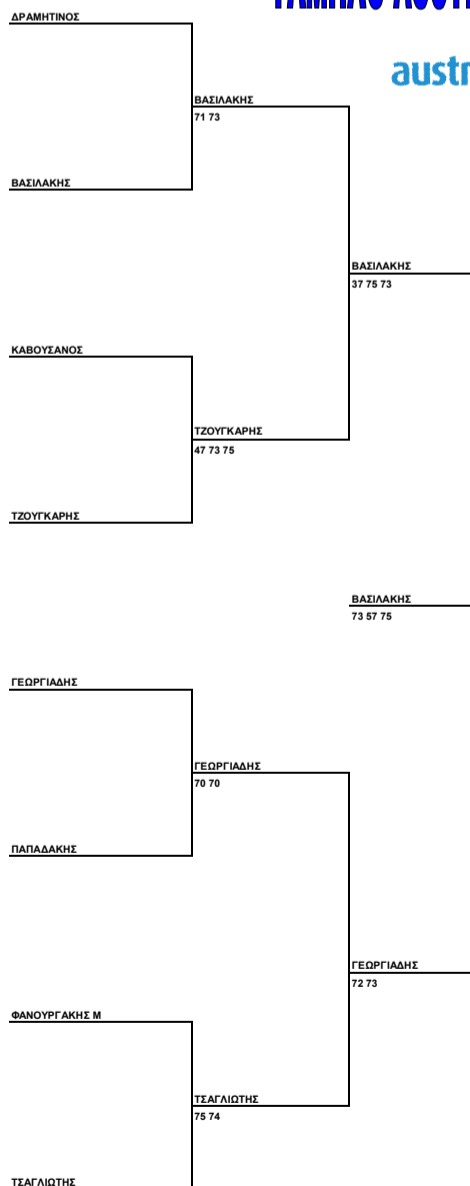 ΔΡΑΜΗΤΙΝΟΣ
ΒΑΣΙΛΑΚΗΣ
71 73
ΒΑΣΙΛΑΚΗΣ
ΒΑΣΙΛΑΚΗΣ
37 75 73
ΚΑΒΟΥΣΑΝΟΣ
ΤΖΟΥΓΚΑΡΗΣ
47 73 75
ΤΖΟΥΓΚΑΡΗΣ
ΒΑΣΙΛΑΚΗΣ
73 57 75
ΓΕΩΡΓΙΑΔΗΣ
ΓΕΩΡΓΙΑΔΗΣ
70 70
ΠΑΠΑΔΑΚΗΣ
ΓΕΩΡΓΙΑΔΗΣ
72 73
ΦΑΝΟΥΡΓΑΚΗΣ Μ
ΤΣΑΓΛΙΩΤΗΣ
75 74
ΤΣΑΓΛΙΩΤΗΣ